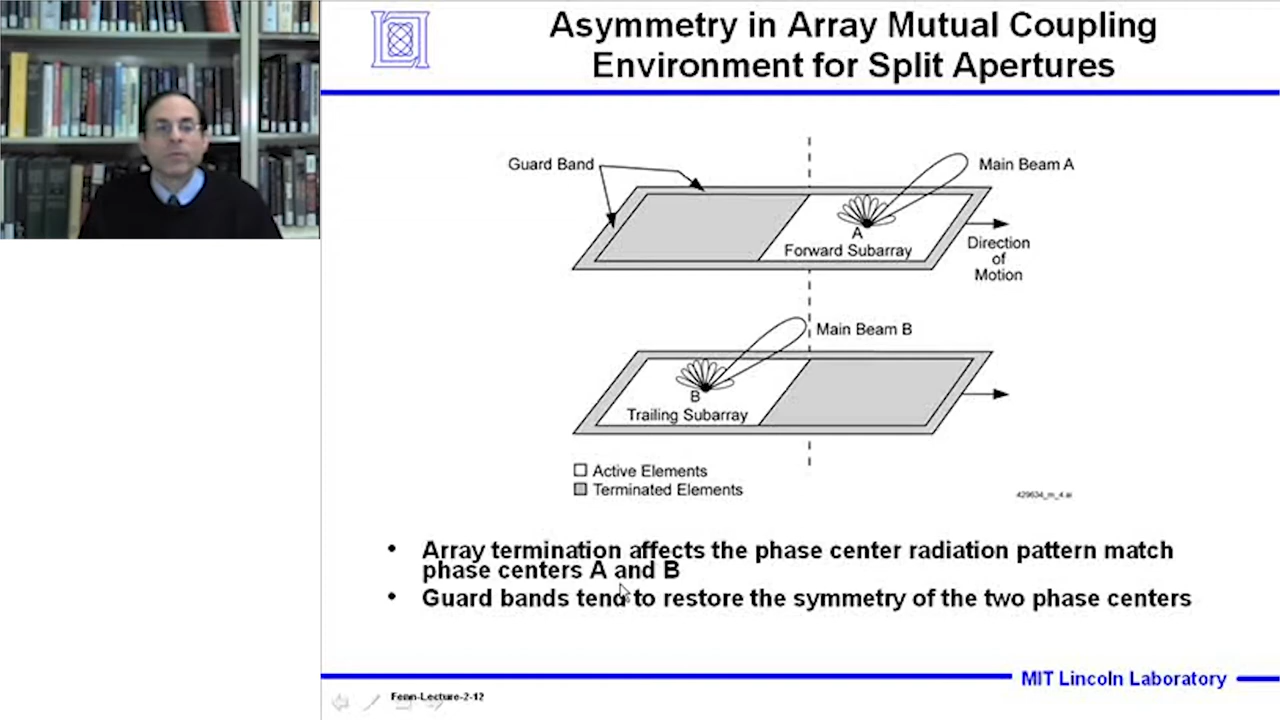 Asymmetry in Array Mutual Coupling
Environment for Split Apertures
Guard Band
Main Beam A
A
Forward Subarray
Direction
of
Motion
Main Beam B
B
Trailing Subarray
Active Elements
Terminated Elements
429634_m_4.ai
• Array termination affects the phase center radiation pattern match
phase centers A and B
• Guard bands tend to restore the symmetry of the two phase centers
MIT Lincoln Laboratory
Fenn-Lecture-2-12